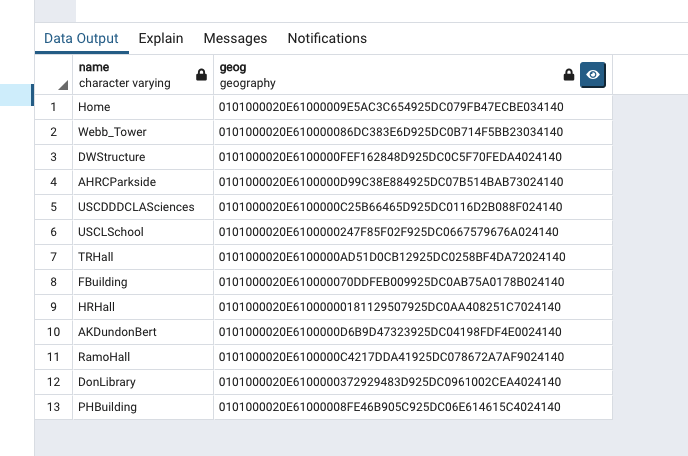 Data Output Explain Messages Notifications
name geog
character varying geography
1 Home 0101000020E61000009E5AC3C654925DC079FB47ECBE034140
2 Webb_Tower 0101000020E610000086DC383E6D925DC0B714F5BB23034140
3 DWStructure 0101000020E6100000FEF162848D925DC0C5F70FEDA4024140
4 AHRCParkside 0101000020E6100000D99C38E884925DC07B514BAB73024140
5 USCDDDCLASciences 0101000020E6100000C25B66465D925DC0116D2B088F024140
6 USCLSchool 0101000020E6100000247F85F02F925DC0667579676A024140
7 TRHall 0101000020E6100000AD51D0CB12925DC0258BF4DA72024140
8 FBuilding 0101000020E610000070DDFEB009925DC0AB75A0178B024140
9 HRHall 0101000020E61000000181129507925DC0AA408251C7024140
10 AKDundonBert 0101000020E6100000D6B9D47323925DC04198FDF4E0024140
11 RamoHall 0101000020E6100000C4217DDA41925DC078672A7AF9024140
12 DonLibrary 0101000020E6100000372929483D925DC0961002CEA4024140
13 PHBuilding 0101000020E61000008FE46B905C925DC06E614615C4024140